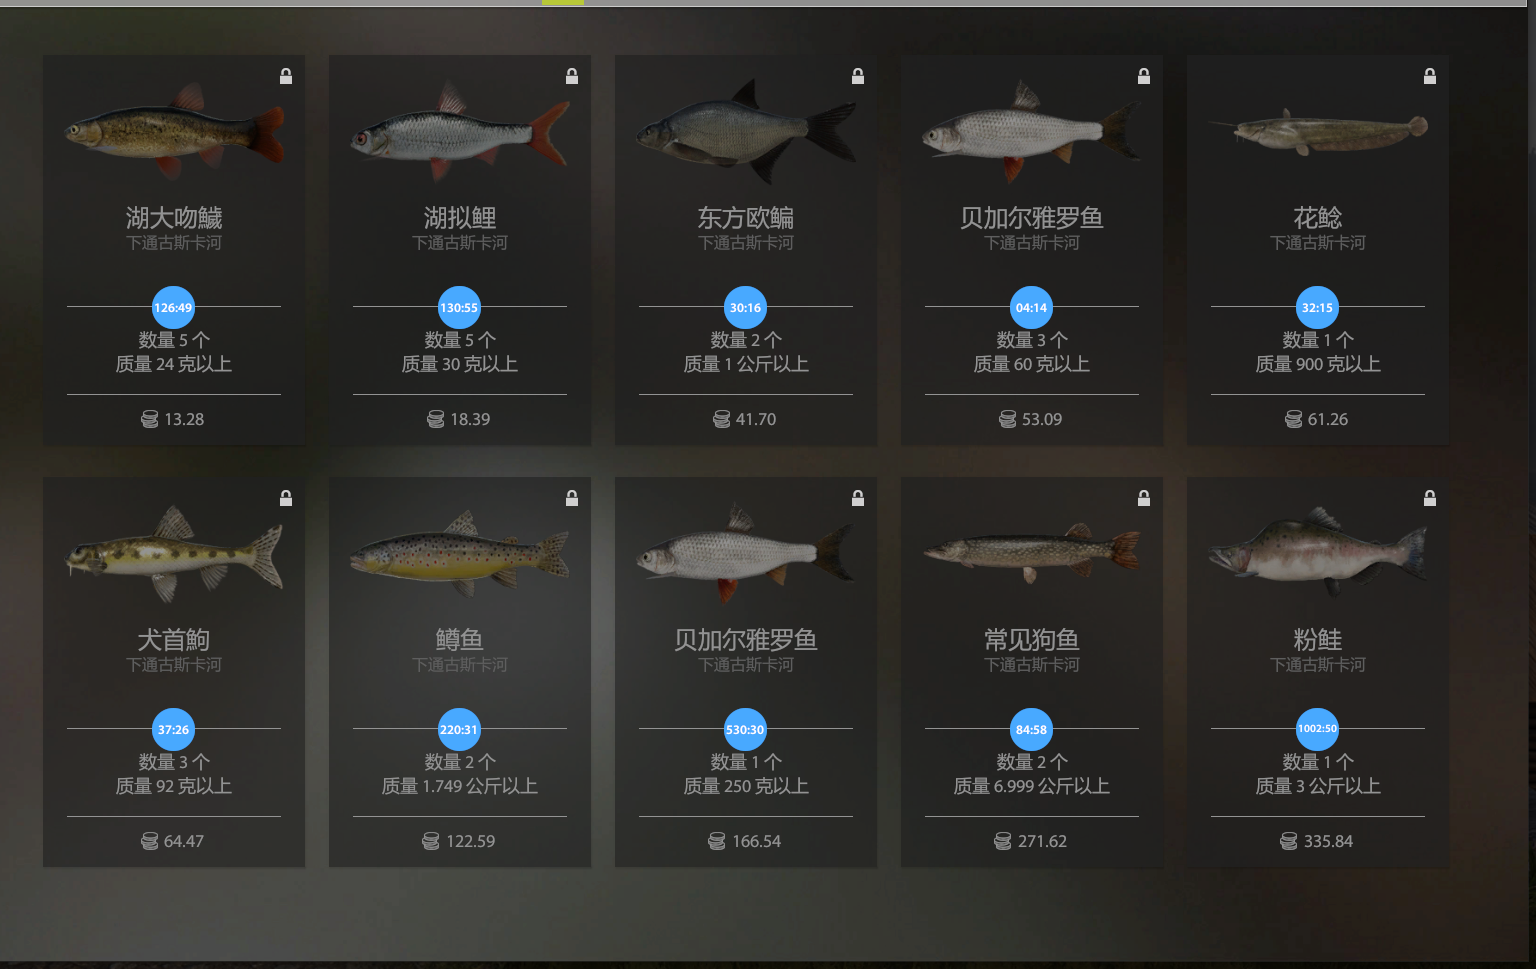 湖大吻鱥
下通古斯卡河
126:49
数量 5 个
质量 24 克以上
13.28
湖拟鲤
下通古斯卡河
130:55
数量 5 个
质量 30 克以上
18.39
东方欧鳊
下通古斯卡河
30:16
数量 2 个
质量 1 公斤以上
41.70
贝加尔雅罗鱼
下通古斯卡河
04:14
数量 3 个
质量 60 克以上
53.09
花鲶
下通古斯卡河
32:15
数量 1 个
质量 900 克以上
61.26
犬首鮈
下通古斯卡河
37:26
数量 3 个
质量 92 克以上
64.47
鳟鱼
下通古斯卡河
220:31
数量 2 个
质量 1.749 公斤以上
122.59
贝加尔雅罗鱼
下通古斯卡河
530:30
数量 1 个
质量 250 克以上
166.54
常见狗鱼
下通古斯卡河
84:58
数量 2 个
质量 6.999 公斤以上
271.62
粉鲑
下通古斯卡河
1002:50
数量 1 个
质量 3 公斤以上
335.84